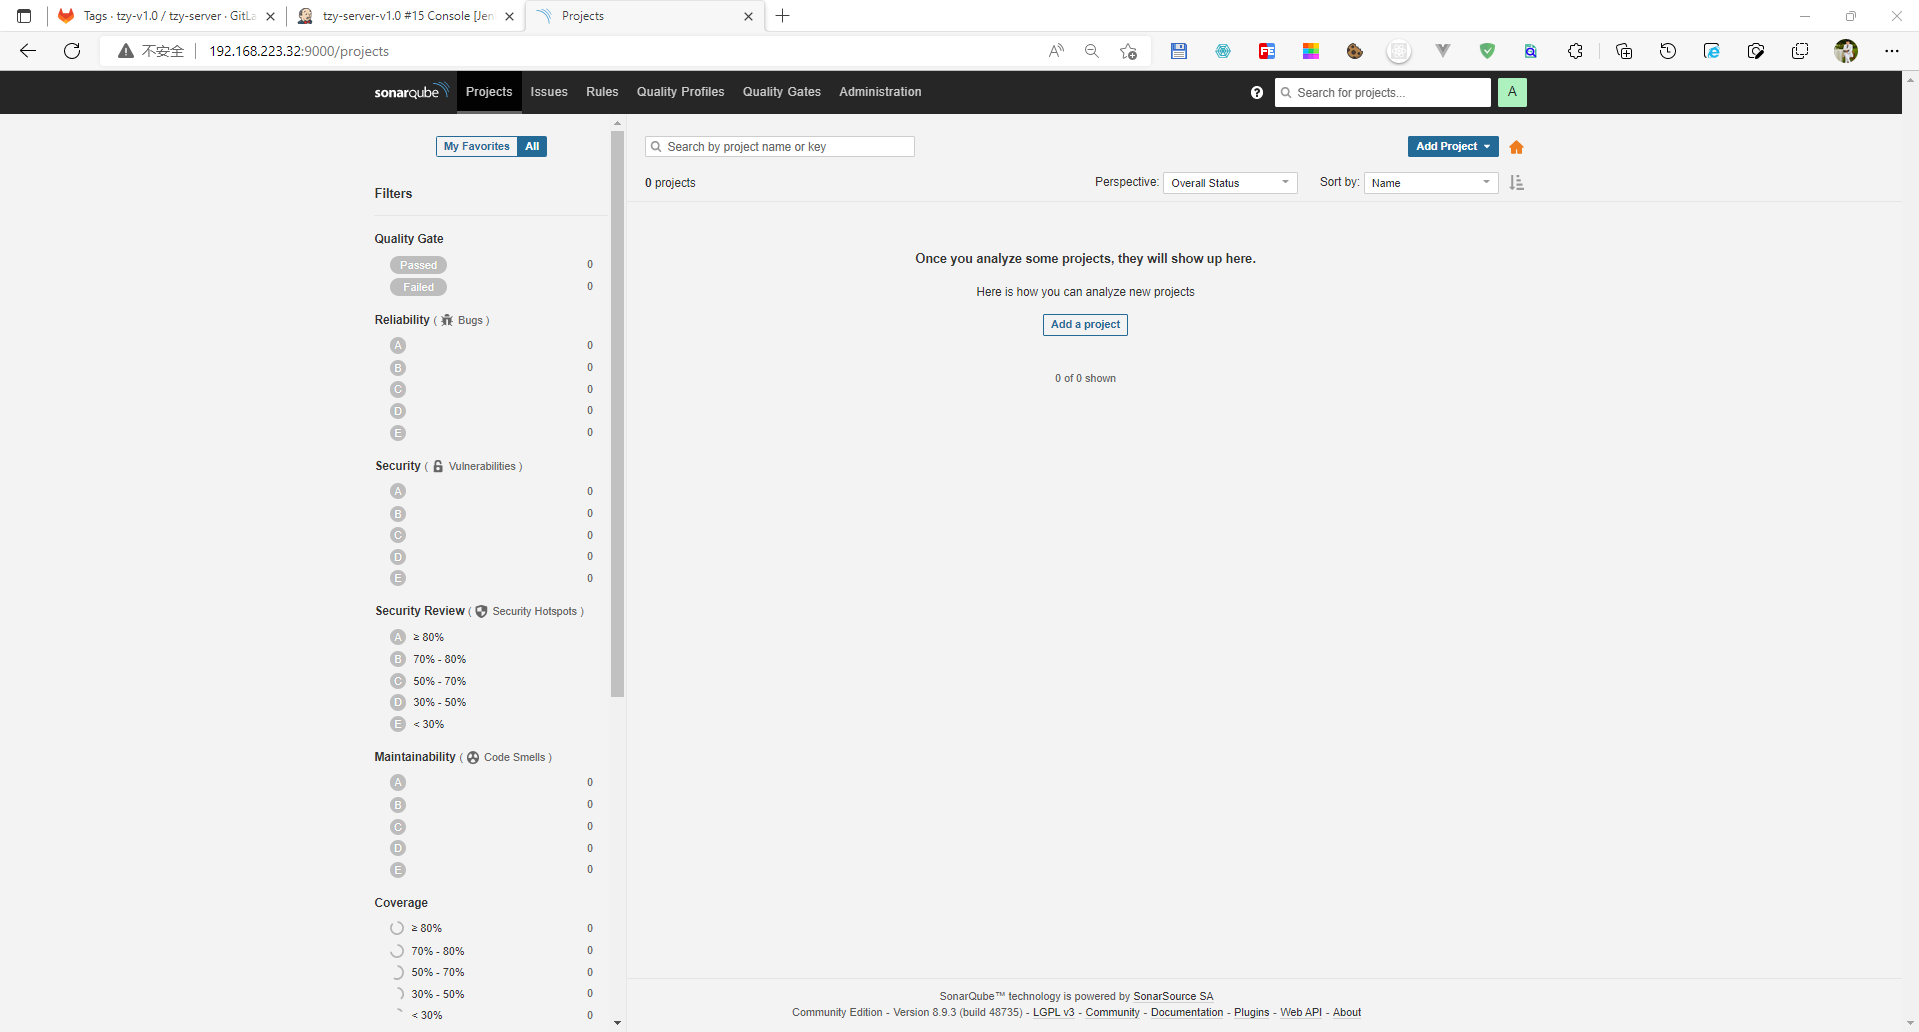 Tags · tzy-v1.0 / tzy-server · GitLa
tzy-server-v1.0 #15 Console [Jen
Projects
不安全
192.168.223.32:9000/projects
sonarqube
Projects
Issues
Rules
Quality Profiles
Quality Gates
Administration
Search for projects...
A
My Favorites
All
Search by project name or key
Add Project
0 projects
Perspective:
Overall Status
Sort by:
Name
Filters
Quality Gate
Passed 0
Failed 0
Reliability ( Bugs )
A 0
B 0
C 0
D 0
E 0
Security ( Vulnerabilities )
A 0
B 0
C 0
D 0
E 0
Security Review ( Security Hotspots )
A ≥ 80%
B 70% - 80%
C 50% - 70%
D 30% - 50%
E < 30%
Maintainability ( Code Smells )
A 0
B 0
C 0
D 0
E 0
Coverage
≥ 80% 0
70% - 80% 0
50% - 70% 0
30% - 50% 0
< 30% 0
Once you analyze some projects, they will show up here.
Here is how you can analyze new projects
Add a project
0 of 0 shown
SonarQube™ technology is powered by SonarSource SA
Community Edition - Version 8.9.3 (build 48735) - LGPL v3 - Community - Documentation - Plugins - Web API - About